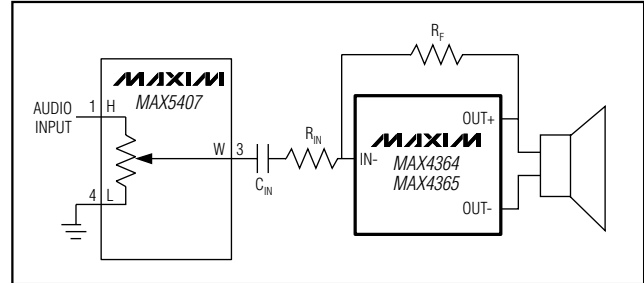 MAXIM
MAX5407
AUDIO
INPUT
1 H
4 L
W 3
C_IN
R_IN
R_F
IN-
MAXIM
MAX4364
MAX4365
OUT+
OUT-